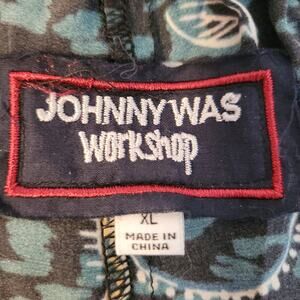 JOHNNY WAS
workshop
XL
MADE IN
CHINA